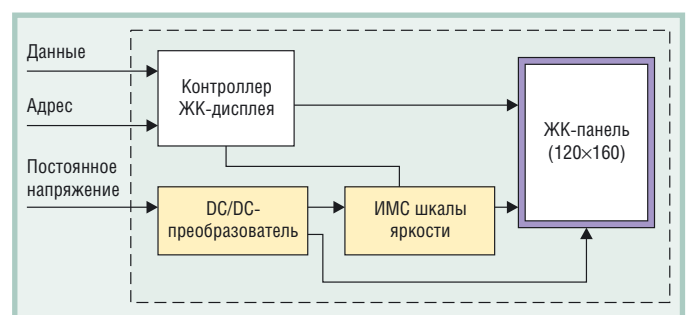 Данные
Адрес
Постоянное
напряжение
Контроллер
ЖК-дисплея
DC/DC-
преобразователь
ИМС шкалы
яркости
ЖК-панель
(120×160)